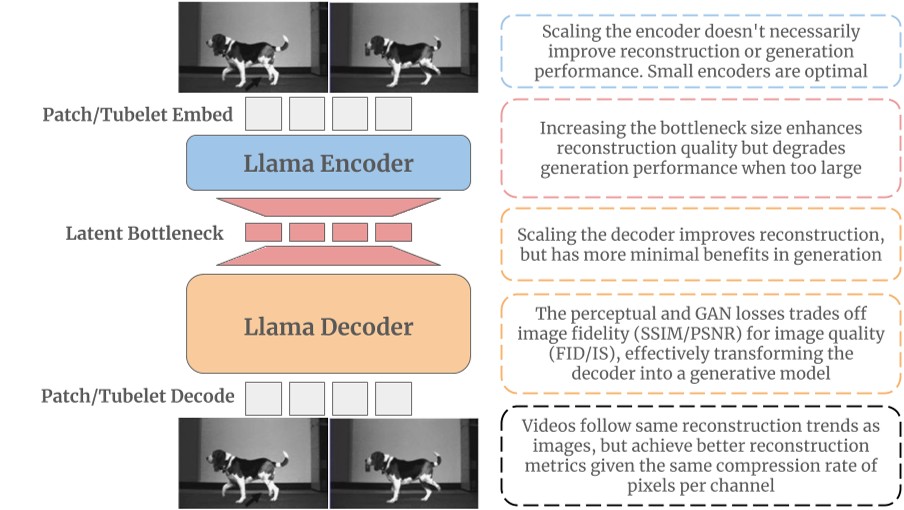 Patch/Tubelet Embed
Llama Encoder
Latent Bottleneck
Llama Decoder
Patch/Tubelet Decode
Scaling the encoder doesn't necessarily
improve reconstruction or generation
performance. Small encoders are optimal
Increasing the bottleneck size enhances
reconstruction quality but degrades
generation performance when too large
Scaling the decoder improves reconstruction,
but has more minimal benefits in generation
The perceptual and GAN losses trades off
image fidelity (SSIM/PSNR) for image quality
(FID/IS), effectively transforming the
decoder into a generative model
Videos follow same reconstruction trends as
images, but achieve better reconstruction
metrics given the same compression rate of
pixels per channel